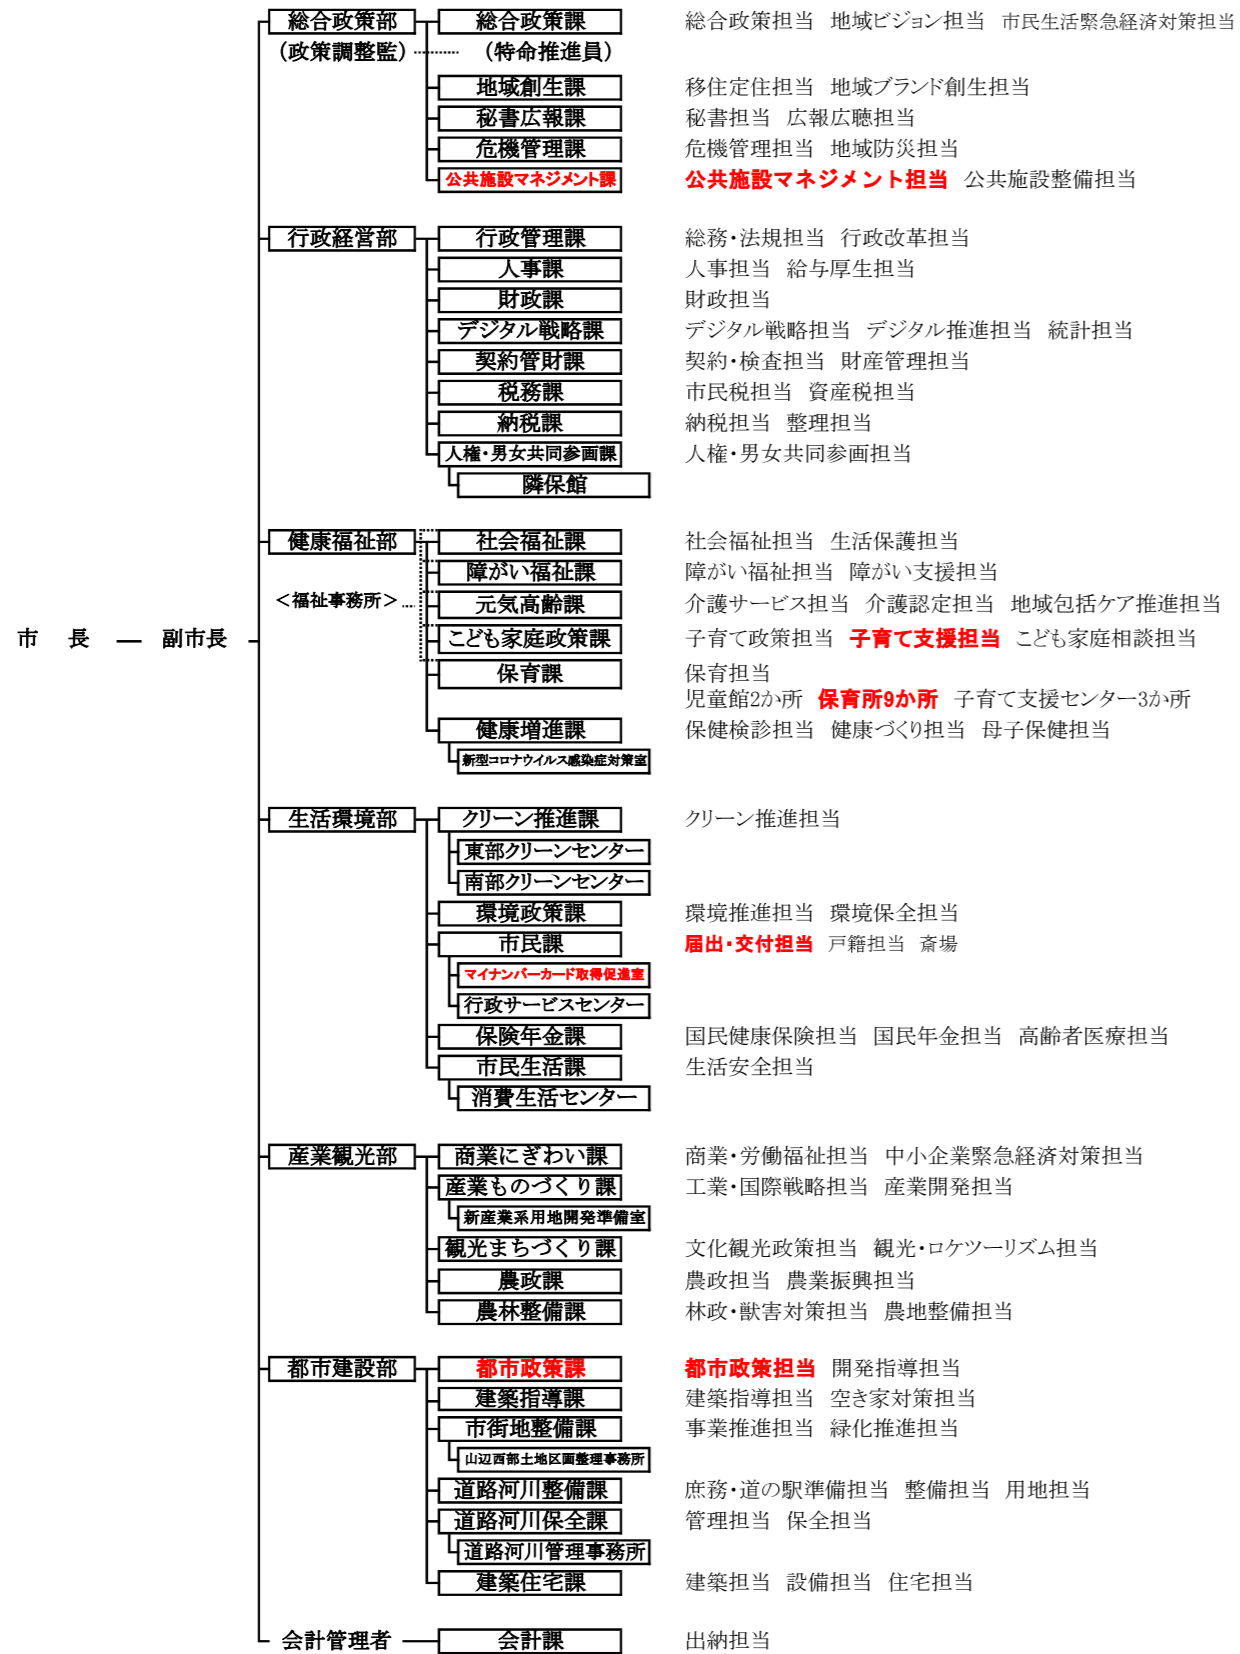 総合政策部 総合政策課 総合政策担当 地域ビジョン担当 市民生活緊急経済対策担当
(政策調整監) (特命推進員)
地域創生課 移住定住担当 地域ブランド創生担当
秘書広報課 秘書担当 広報広聴担当
危機管理課 危機管理担当 地域防災担当
公共施設マネジメント課 公共施設マネジメント担当 公共施設整備担当
行政経営部 行政管理課 総務・法規担当 行政改革担当
人事課 人事担当 給与厚生担当
財政課 財政担当
デジタル戦略課 デジタル戦略担当 デジタル推進担当 統計担当
契約管財課 契約・検査担当 財産管理担当
税務課 市民税担当 資産税担当
納税課 納税担当 整理担当
人権・男女共同参画課 人権・男女共同参画担当
隣保館
健康福祉部 社会福祉課 社会福祉担当 生活保護担当
障がい福祉課 障がい福祉担当 障がい支援担当
<福祉事務所> 元気高齢課 介護サービス担当 介護認定担当 地域包括ケア推進担当
市 長 ― 副市長 こども家庭政策課 子育て政策担当 子育て支援担当 こども家庭相談担当
保育課 保育担当
児童館2か所 保育所9か所 子育て支援センター3か所
健康増進課 保健検診担当 健康づくり担当 母子保健担当
新型コロナウイルス感染症対策室
生活環境部 クリーン推進課 クリーン推進担当
東部クリーンセンター
南部クリーンセンター
環境政策課 環境推進担当 環境保全担当
市民課 届出・交付担当 戸籍担当 斎場
マイナンバーカード取得促進室
行政サービスセンター
保険年金課 国民健康保険担当 国民年金担当 高齢者医療担当
市民生活課 生活安全担当
消費生活センター
産業観光部 商業にぎわい課 商業・労働福祉担当 中小企業緊急経済対策担当
産業ものづくり課 工業・国際戦略担当 産業開発担当
新産業系用地開発準備室
観光まちづくり課 文化観光政策担当 観光・ロケツーリズム担当
農政課 農政担当 農業振興担当
農林整備課 林政・獣害対策担当 農地整備担当
都市建設部 都市政策課 都市政策担当 開発指導担当
建築指導課 建築指導担当 空き家対策担当
市街地整備課 事業推進担当 緑化推進担当
山辺西部土地区画整理事務所
道路河川整備課 庶務・道の駅準備担当 整備担当 用地担当
道路河川保全課 管理担当 保全担当
道路河川管理事務所
建築住宅課 建築担当 設備担当 住宅担当
会計管理者 会計課 出納担当